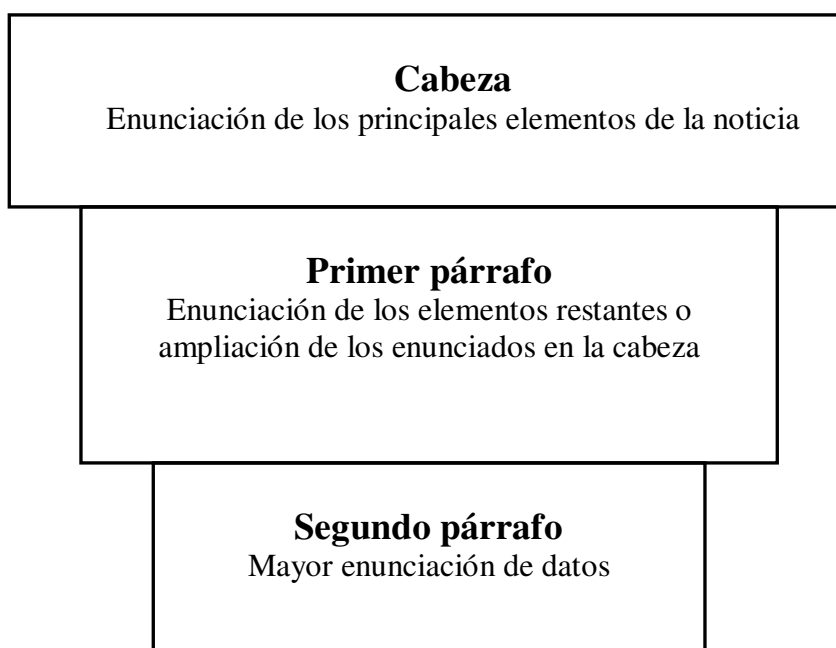 Cabeza
Enunciación de los principales elementos de la noticia
Primer párrafo
Enunciación de los elementos restantes o
ampliación de los enunciados en la cabeza
Segundo párrafo
Mayor enunciación de datos